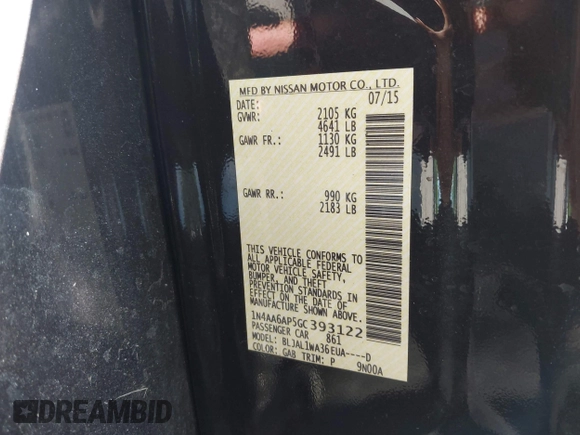 MFD BY NISSAN MOTOR CO., LTD.
DATE: 07/15
GVWR: 2105 KG
4641 LB
GAWR FR.: 1130 KG
2491 LB
GAWR RR.: 990 KG
2183 LB
THIS VEHICLE CONFORMS TO
ALL APPLICABLE FEDERAL
MOTOR VEHICLE SAFETY,
BUMPER, AND THEFT
PREVENTION STANDARDS
IN EFFECT ON THE DATE OF
MANUFACTURE SHOWN ABOVE.
1N4AA6AP5GC393122
PASSENGER CAR 861
MODEL: BLJAL1WA36EUA----D
COLOR: GAB TRIM: P 9N00A
DREAMBID